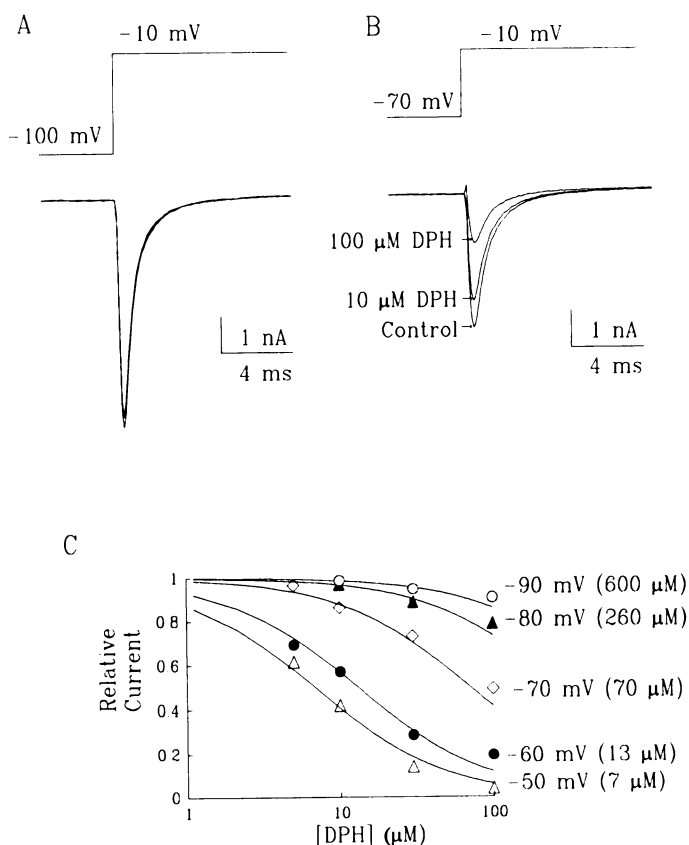 A
-10 mV
-100 mV
1 nA
4 ms
B
-10 mV
-70 mV
100 μM DPH
10 μM DPH
Control
1 nA
4 ms
C
Relative
Current
1
0.8
0.6
0.4
0 2
0
1
10
100
[DPH] (μM)
-90 mV (600 μM)
-80 mV (260 μM)
-70 mV (70 μM)
-60 mV (13 μM)
-50 mV (7 μM)